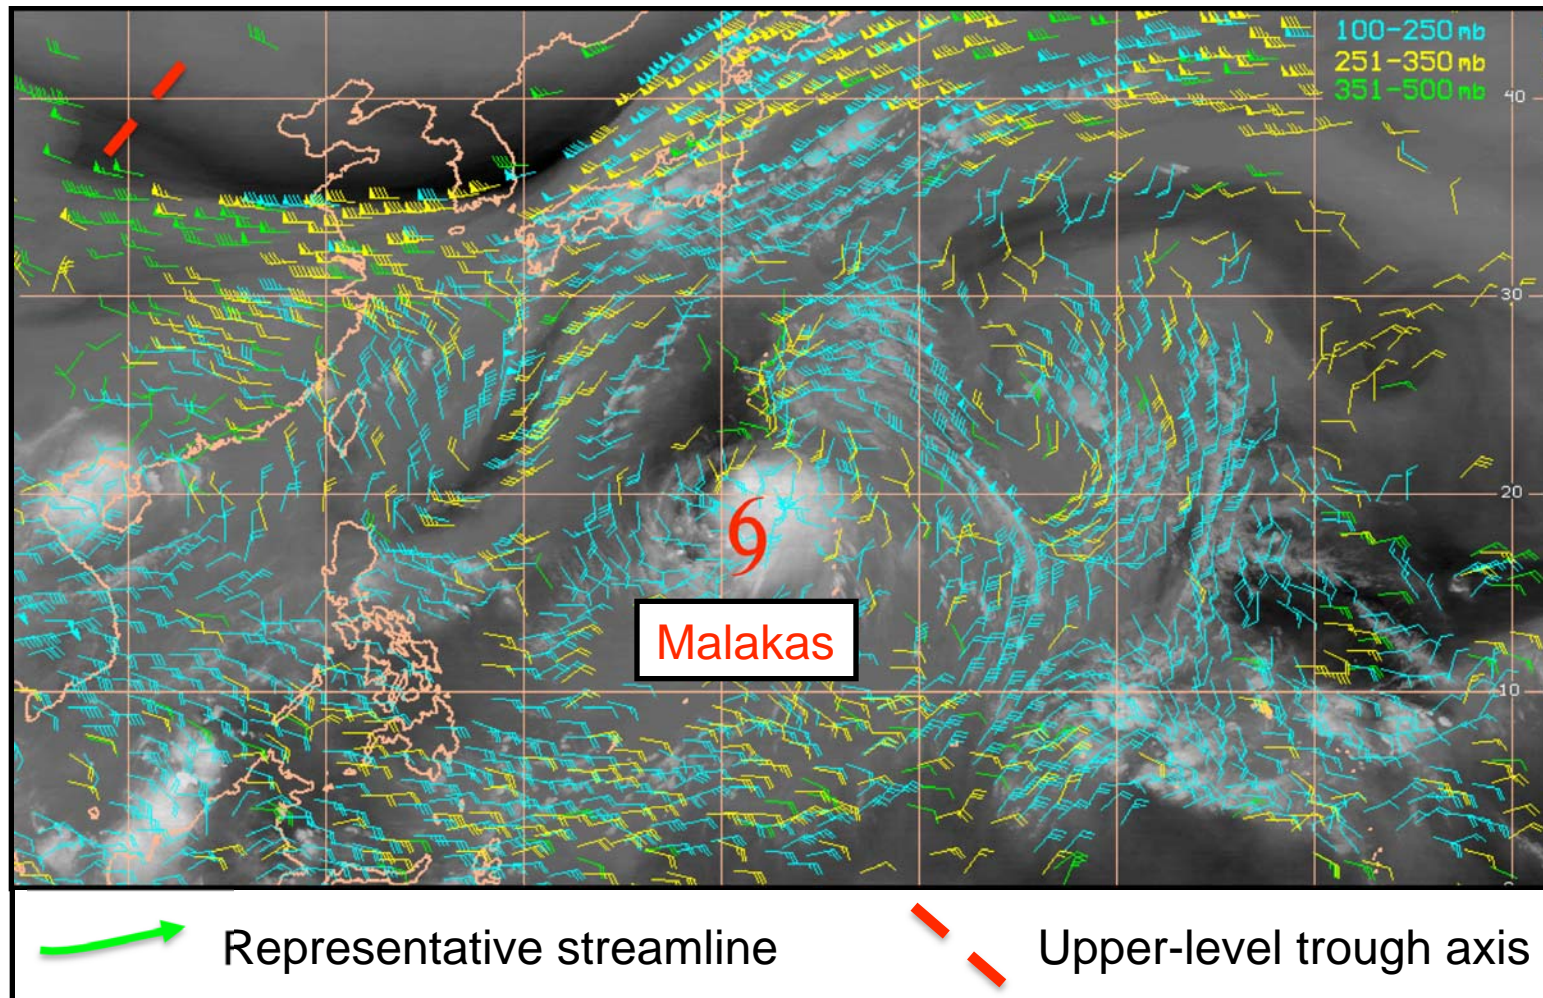 100-250 mb
251-350 mb
351-500 mb
40
30
20
Malakas
10
Representative streamline
Upper-level trough axis